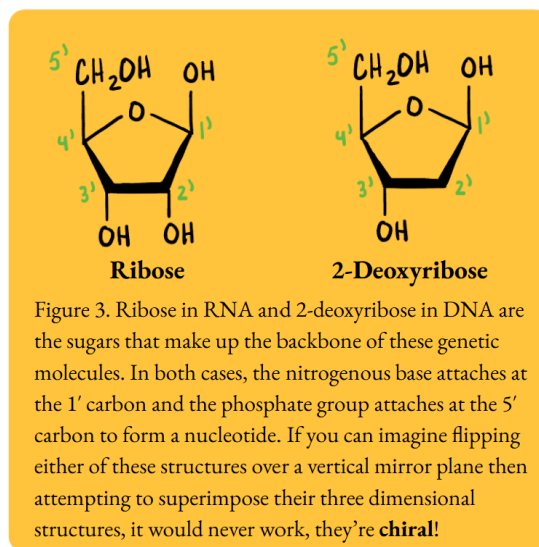 5' CH₂OH OH
O
4' 1'
3' 2'
OH OH
Ribose
5' CH₂OH OH
O
4' 1'
3' 2'
OH
2-Deoxyribose
Figure 3. Ribose in RNA and 2-deoxyribose in DNA are
the sugars that make up the backbone of these genetic
molecules. In both cases, the nitrogenous base attaches at
the 1′ carbon and the phosphate group attaches at the 5′
carbon to form a nucleotide. If you can imagine flipping
either of these structures over a vertical mirror plane then
attempting to superimpose their three dimensional
structures, it would never work, they’re chiral!